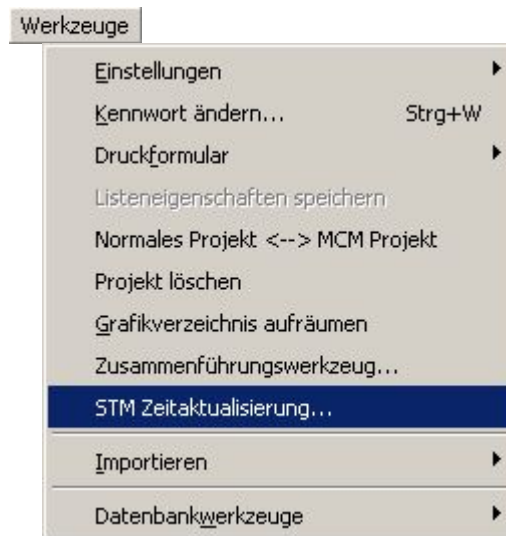 Werkzeuge
Einstellungen
Kennwort ändern... Strg+W
Druckformular
Listeneigenschaften speichern
Normales Projekt <--> MCM Projekt
Projekt löschen
Grafikverzeichnis aufräumen
Zusammenführungswerkzeug...
STM Zeitaktualisierung...
Importieren
Datenbankwerkzeuge